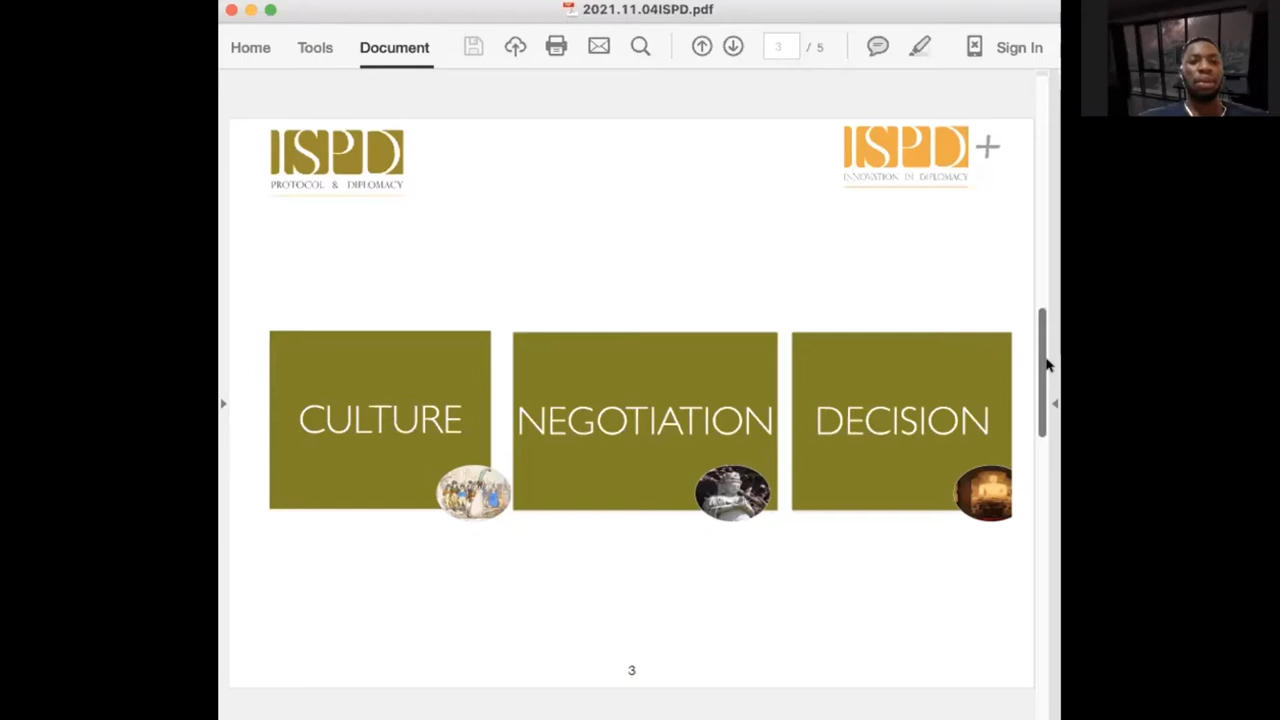 2021.11.04ISPD.pdf
Home Tools Document 3 / 5 Sign In
ISPD
PROTOCOL & DIPLOMACY
ISPD +
INNOVATION IN DIPLOMACY
CULTURE
NEGOTIATION
DECISION
3